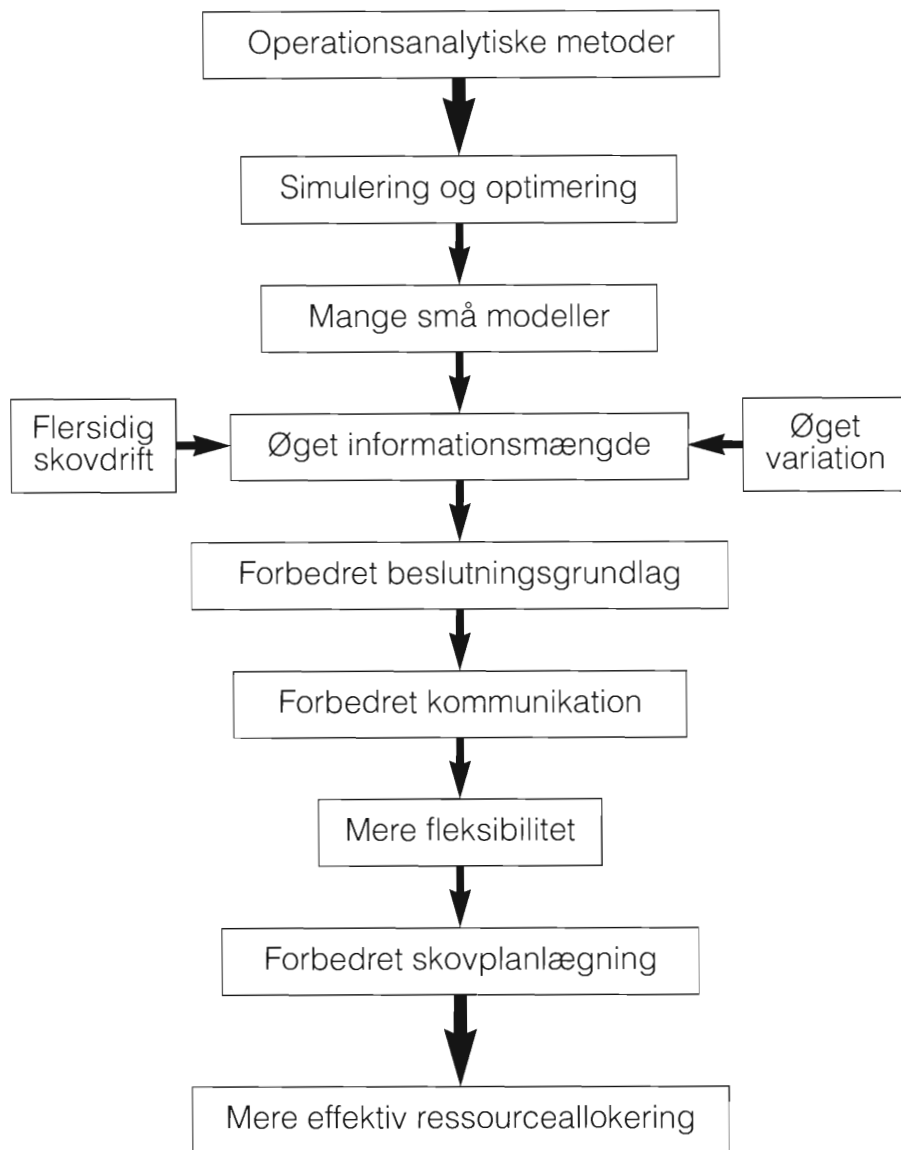 Operationsanalytiske metoder
Simulering og optimering
Mange små modeller
Flersidig
skovdrift
Øget informationsmængde
Øget
variation
Forbedret beslutningsgrundlag
Forbedret kommunikation
Mere fleksibilitet
Forbedret skovplanlægning
Mere effektiv ressourceallokering